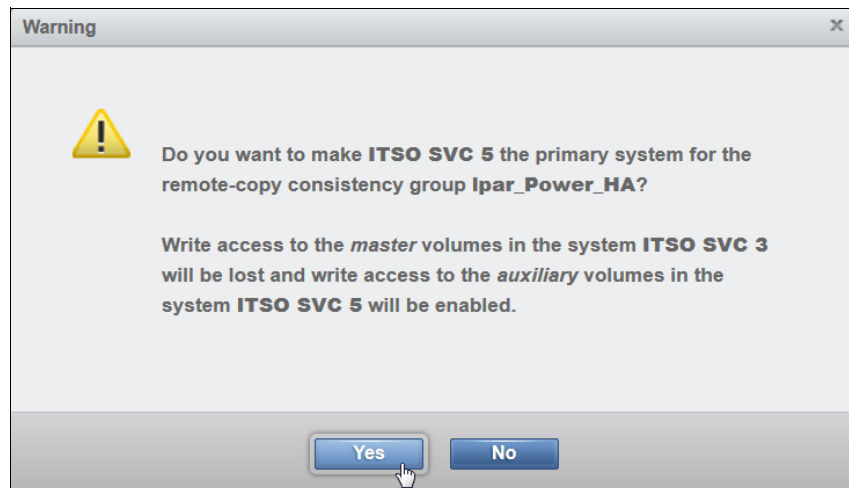 Warning
x
Do you want to make ITSO SVC 5 the primary system for the
remote-copy consistency group lpar_Power_HA?
Write access to the master volumes in the system ITSO SVC 3
will be lost and write access to the auxiliary volumes in the
system ITSO SVC 5 will be enabled.
Yes No